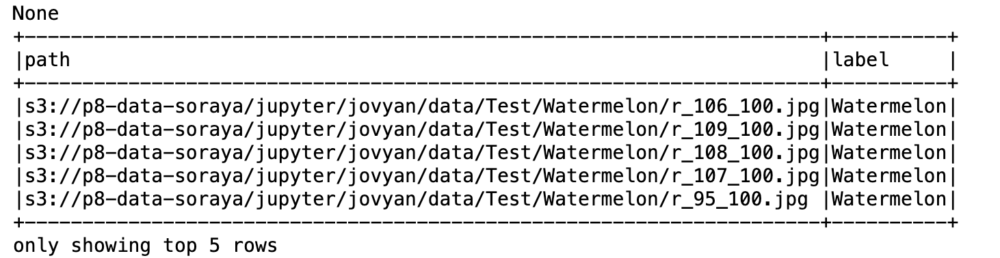 None
+---------------------------------------------------------------------+----------+
|path                                                                 |label     |
+---------------------------------------------------------------------+----------+
|s3://p8-data-soraya/jupyter/jovyan/data/Test/Watermelon/r_106_100.jpg|Watermelon|
|s3://p8-data-soraya/jupyter/jovyan/data/Test/Watermelon/r_109_100.jpg|Watermelon|
|s3://p8-data-soraya/jupyter/jovyan/data/Test/Watermelon/r_108_100.jpg|Watermelon|
|s3://p8-data-soraya/jupyter/jovyan/data/Test/Watermelon/r_107_100.jpg|Watermelon|
|s3://p8-data-soraya/jupyter/jovyan/data/Test/Watermelon/r_95_100.jpg |Watermelon|
+---------------------------------------------------------------------+----------+
only showing top 5 rows